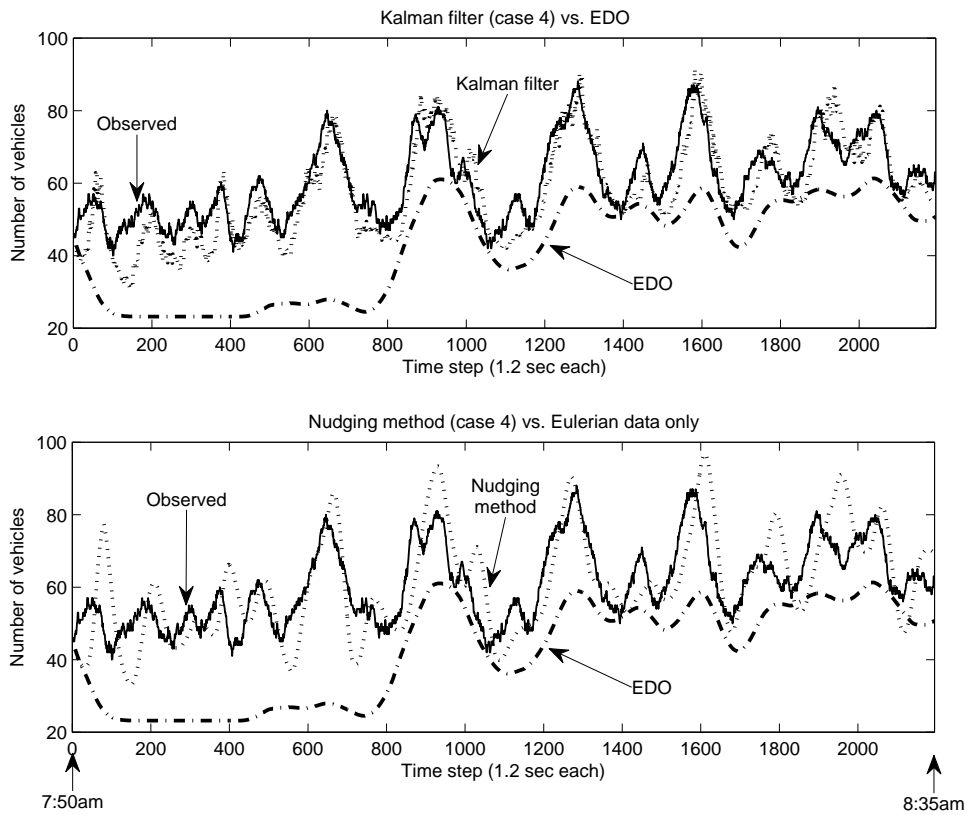 Kalman filter (case 4) vs. EDO
100
80
60
40
20
Number of vehicles
Observed
Kalman filter
EDO
0 200 400 600 800 1000 1200 1400 1600 1800 2000
Time step (1.2 sec each)
Nudging method (case 4) vs. Eulerian data only
100
80
60
40
20
Number of vehicles
Observed
Nudging
method
EDO
0 200 400 600 800 1000 1200 1400 1600 1800 2000
Time step (1.2 sec each)
7:50am
8:35am